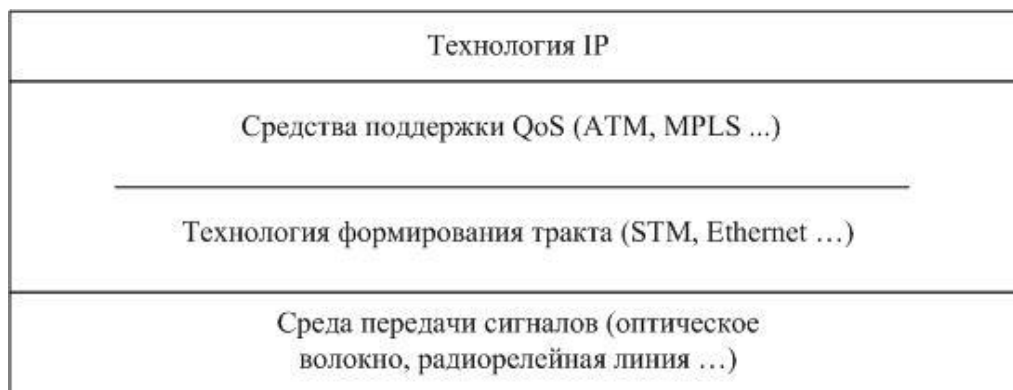 Технология IP
Средства поддержки QoS (ATM, MPLS ...)
Технология формирования тракта (STM, Ethernet …)
Среда передачи сигналов (оптическое
волокно, радиорелейная линия …)